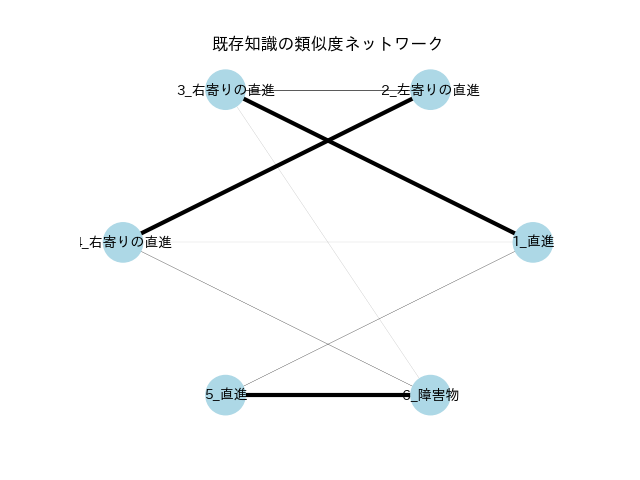 既存知識の類似度ネットワーク
3_右寄りの直進
2_左寄りの直進
4_右寄りの直進
1_直進
5_直進
6_障害物